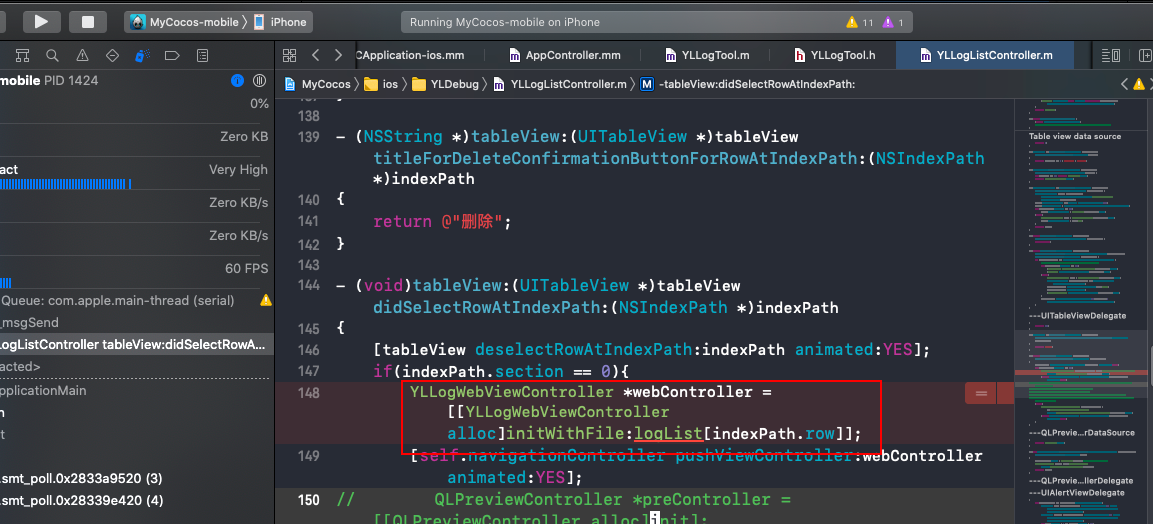 MyCocos-mobile 〉 iPhone
Running MyCocos-mobile on iPhone
11
1
CApplication-ios.mm
AppController.mm
YLLogTool.m
YLLogTool.h
YLLogListController.m
mobile PID 1424
MyCocos 〉 ios 〉 YLDebug 〉 YLLogListController.m 〉 M -tableView:didSelectRowAtIndexPath:
0%
Zero KB
act Very High
Zero KB/s
Zero KB/s
60 FPS
Queue: com.apple.main-thread (serial)
_msgSend
LogListController tableView:didSelectRowA...
acted>
pplicationMain
n
t
.smt_poll.0x2833a9520 (3)
.smt_poll.0x28339e420 (4)
138
139 - (NSString *)tableView:(UITableView *)tableView
titleForDeleteConfirmationButtonForRowAtIndexPath:(NSIndexPath
*)indexPath
140 {
141 return @"删除";
142 }
143
144 - (void)tableView:(UITableView *)tableView
didSelectRowAtIndexPath:(NSIndexPath *)indexPath
145 {
146 [tableView deselectRowAtIndexPath:indexPath animated:YES];
147 if(indexPath.section == 0){
148 YLLogWebViewController *webController =
[[YLLogWebViewController
alloc]initWithFile:logList[indexPath.row]];
149 [self.navigationController pushViewController:webController
animated:YES];
150 // QLPreviewController *preController =
[[QLPreviewController alloc]init];
Table view data source
---UITableViewDelegate
---QLPrevie...rDataSource
---QLPreview...llerDelegate
---UIAlertViewDelegate